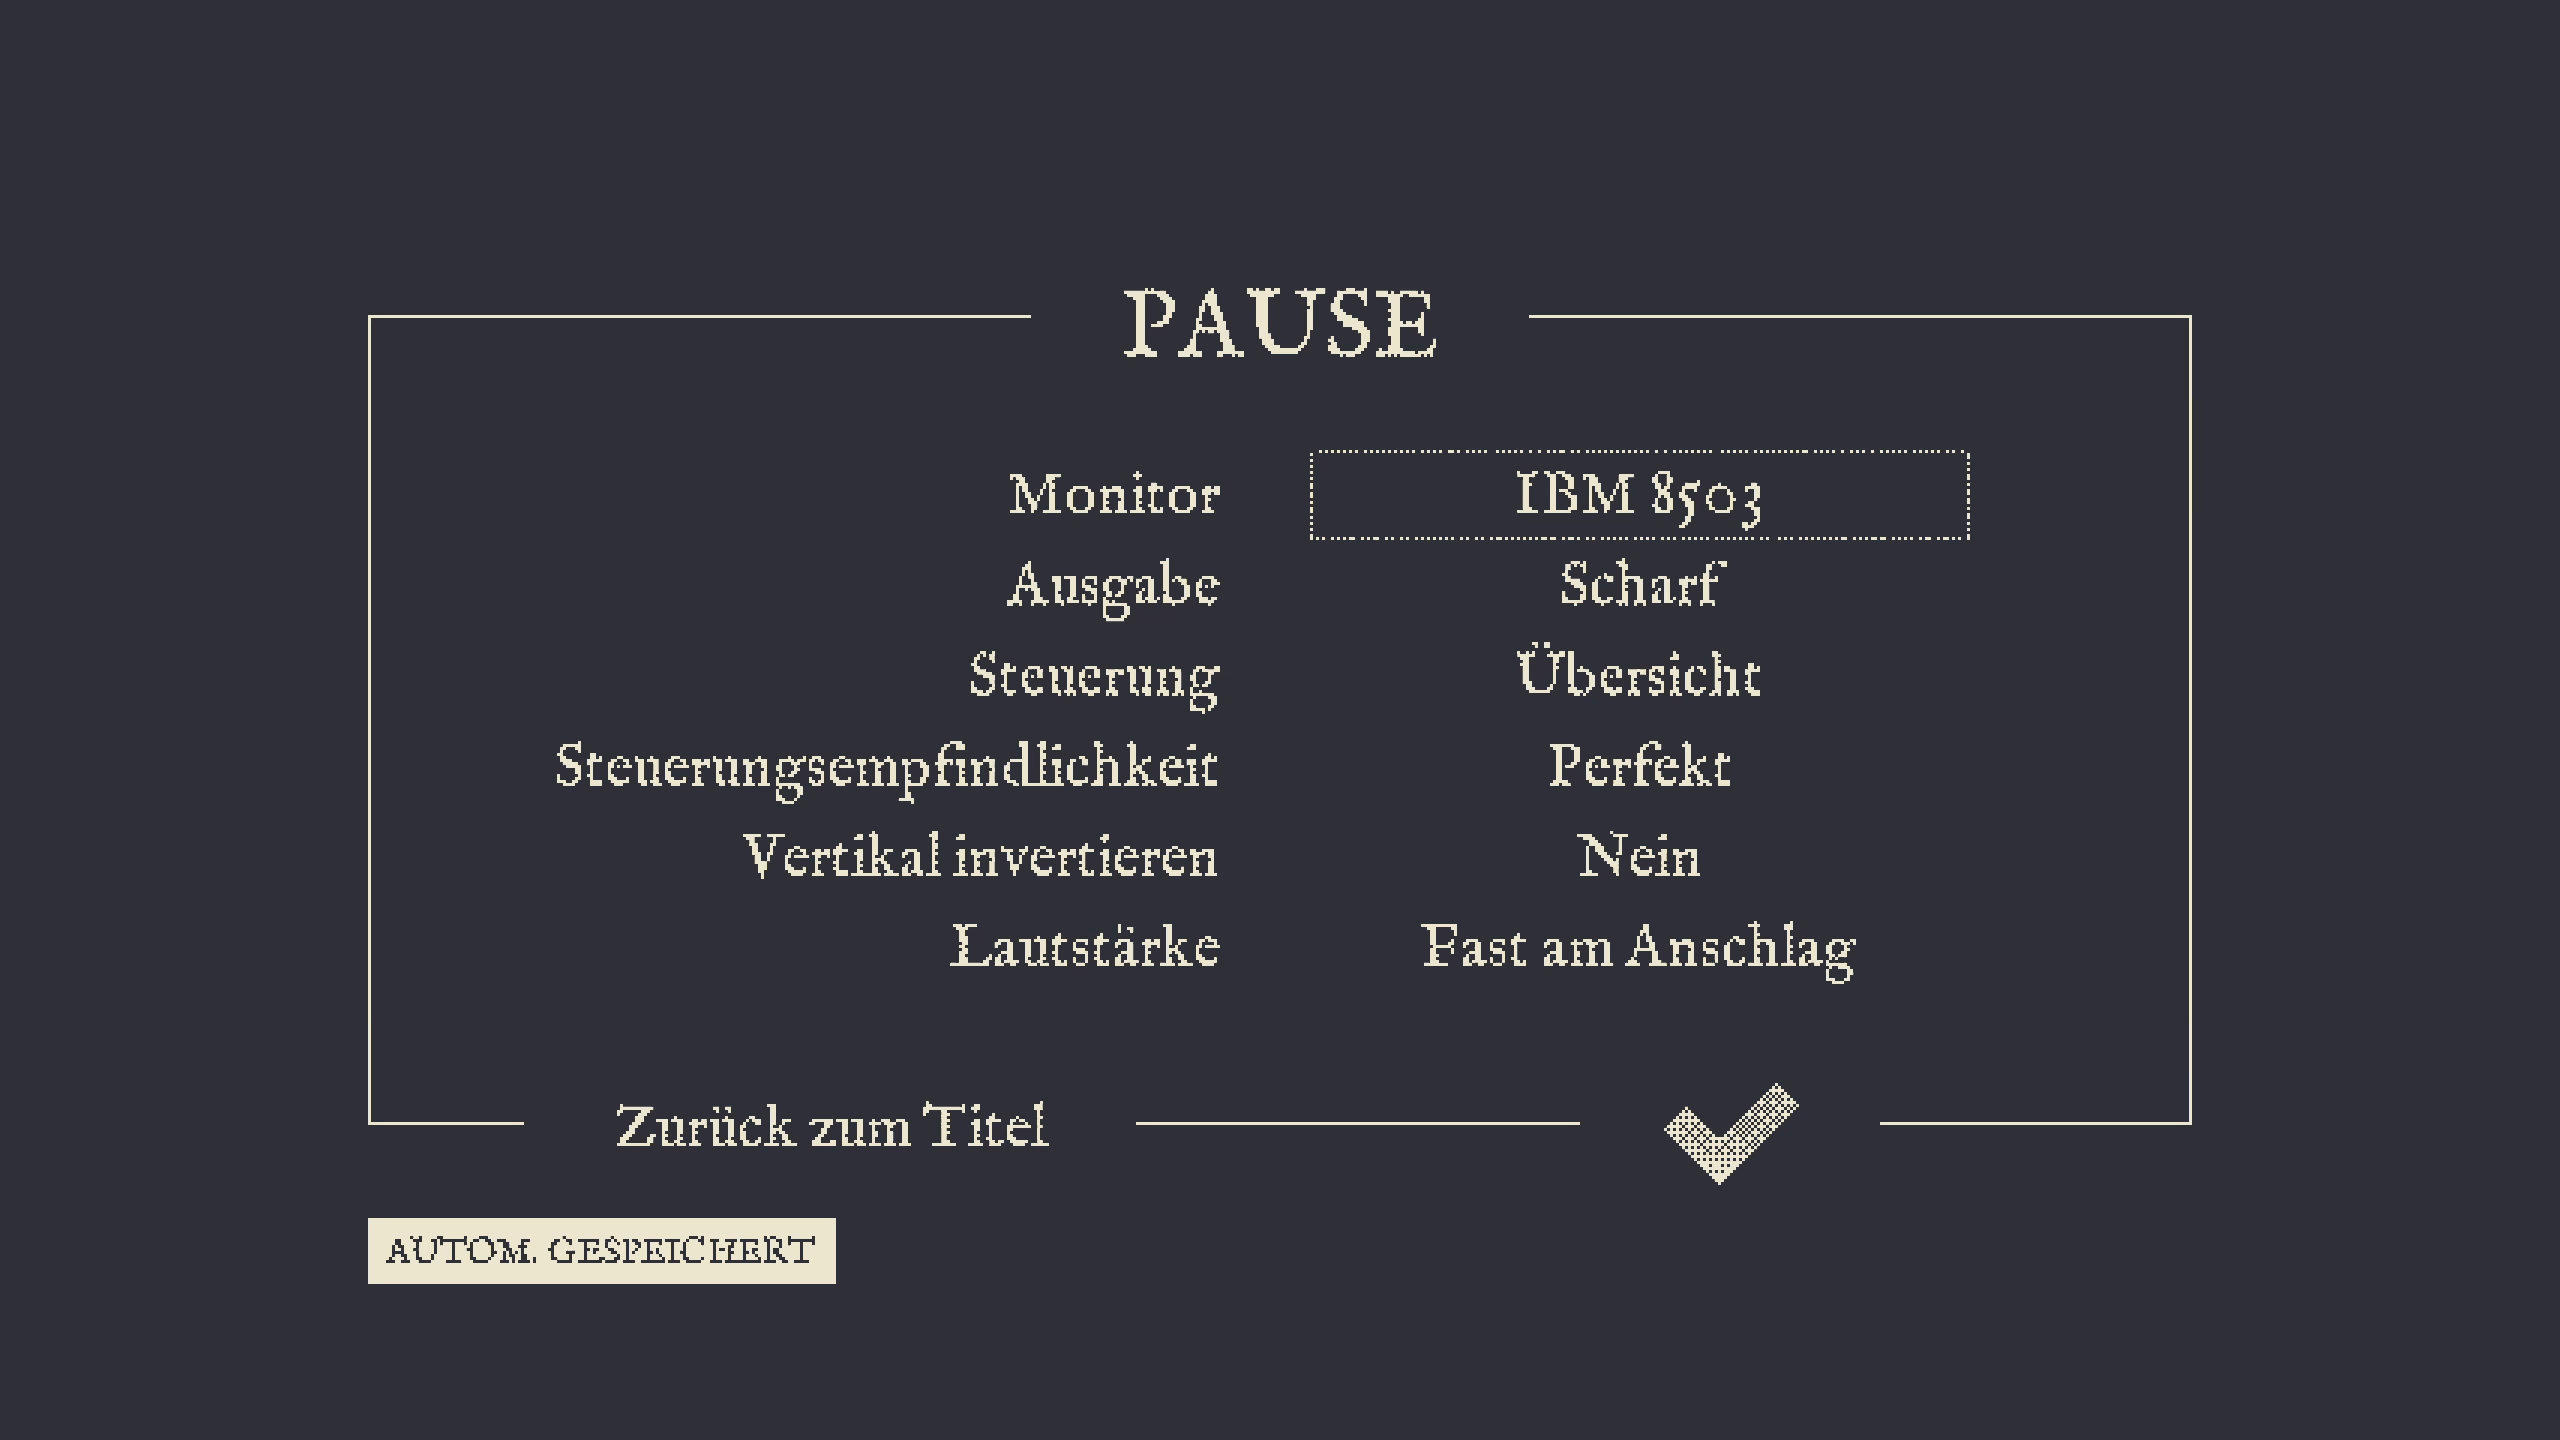 PAUSE
Monitor IBM 8503
Ausgabe Scharf
Steuerung Übersicht
Steuerungsempfindlichkeit Perfekt
Vertikal invertieren Nein
Lautstärke Fast am Anschlag
Zurück zum Titel
AUTOM. GESPEICHERT